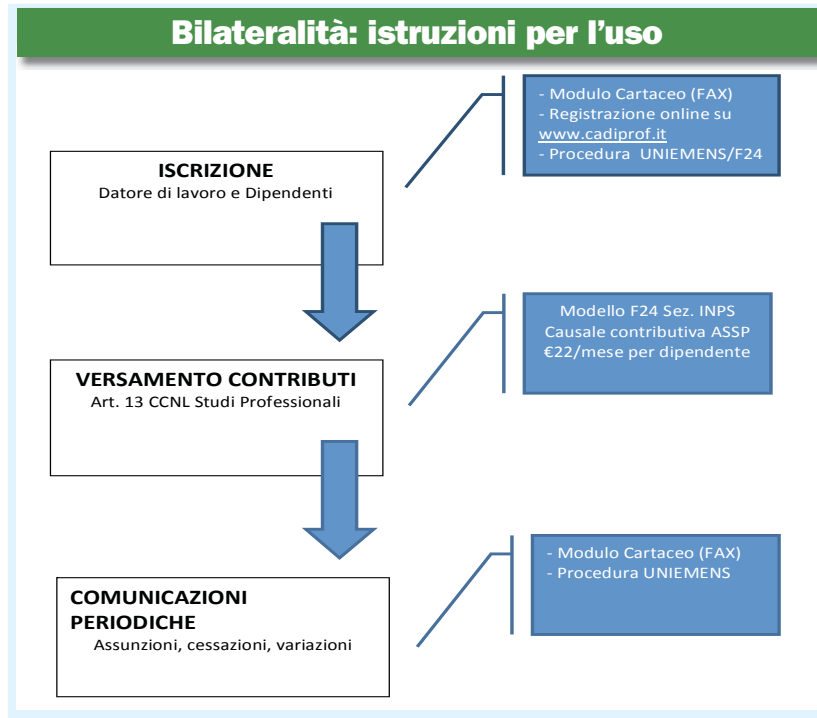 Bilateralità: istruzioni per l'uso
- Modulo Cartaceo (FAX)
- Registrazione online su
www.cadiprof.it
- Procedura UNIEMENS/F24
ISCRIZIONE
Datore di lavoro e Dipendenti
Modello F24 Sez. INPS
Causale contributiva ASSP
€22/mese per dipendente
VERSAMENTO CONTRIBUTI
Art. 13 CCNL Studi Professionali
- Modulo Cartaceo (FAX)
- Procedura UNIEMENS
COMUNICAZIONI
PERIODICHE
Assunzioni, cessazioni, variazioni